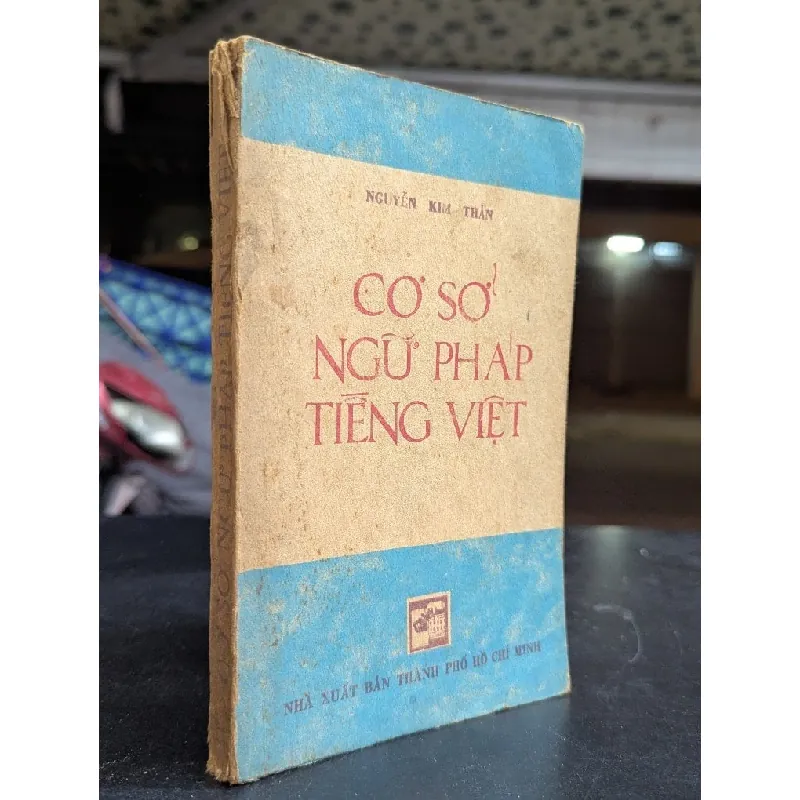 NGUYỄN KIM THẢN
CƠ SỞ
NGỮ PHÁP
TIẾNG VIỆT
NHÀ XUẤT BẢN THÀNH PHỐ HỒ CHÍ MINH